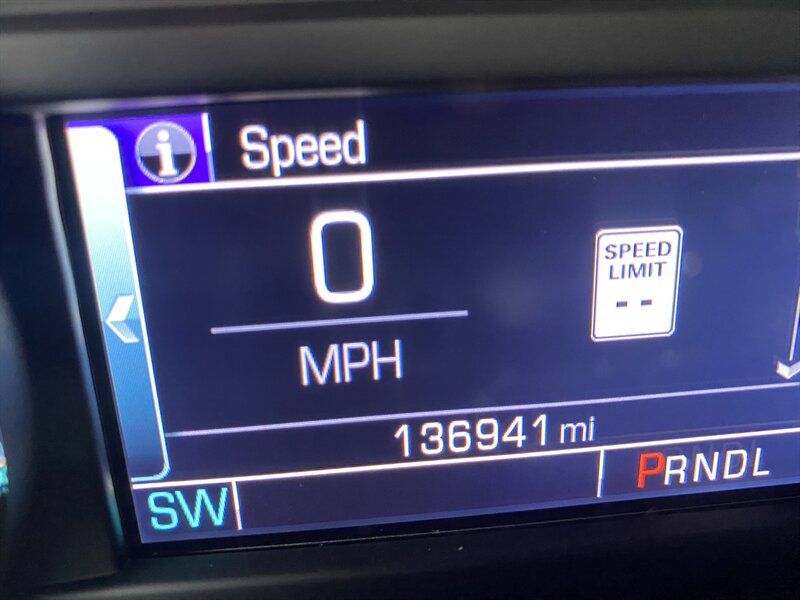 i Speed
0
MPH
SPEED
LIMIT
--
136941 mi
SW
PRNDL